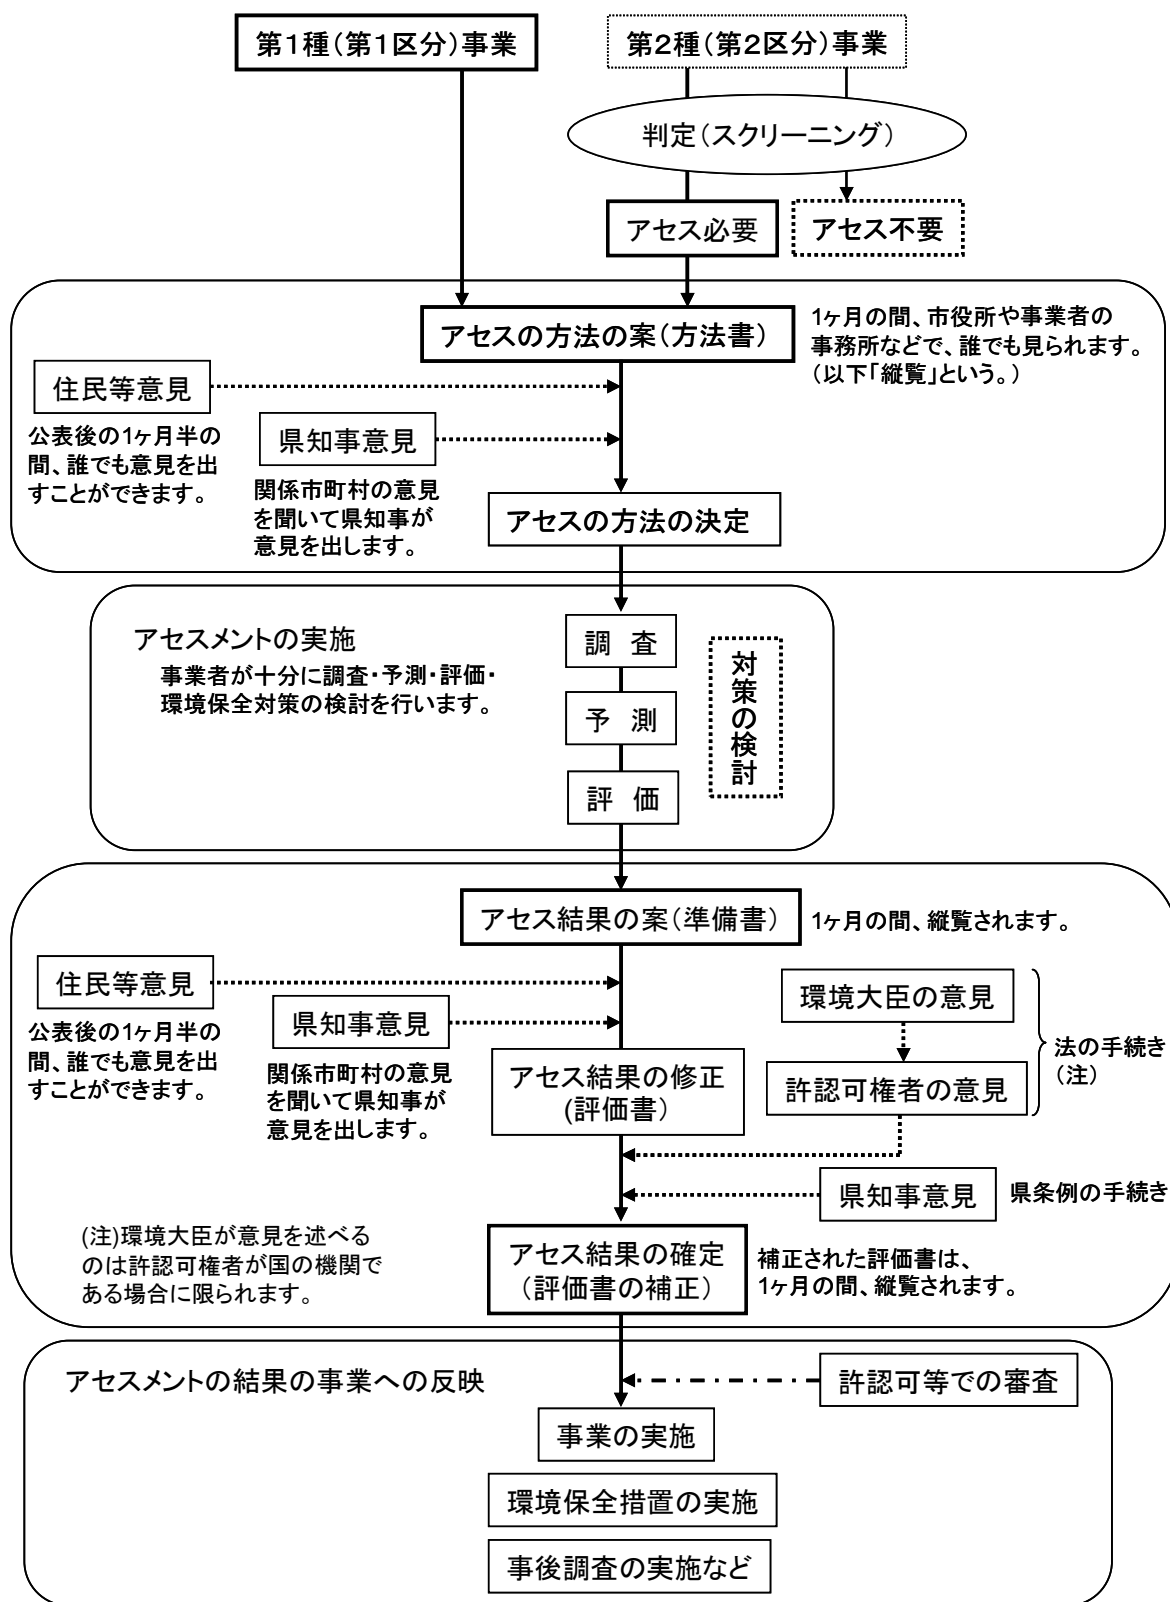 第1種(第1区分)事業
第2種(第2区分)事業
判定(スクリーニング)
アセス必要
アセス不要
アセスの方法の案(方法書)
1ヶ月の間、市役所や事業者の
事務所などで、誰でも見られます。
(以下「縦覧」という。)
住民等意見
公表後の1ヶ月半の
間、誰でも意見を出
すことができます。
県知事意見
関係市町村の意見
を聞いて県知事が
意見を出します。
アセスの方法の決定
アセスメントの実施
事業者が十分に調査・予測・評価・
環境保全対策の検討を行います。
調 査
予 測
評 価
対策の検討
アセス結果の案(準備書)
1ヶ月の間、縦覧されます。
住民等意見
公表後の1ヶ月半の
間、誰でも意見を出
すことができます。
県知事意見
関係市町村の意見
を聞いて県知事が
意見を出します。
環境大臣の意見
許認可権者の意見
法の手続き
(注)
アセス結果の修正
(評価書)
県知事意見
県条例の手続き
(注)環境大臣が意見を述べる
のは許認可権者が国の機関で
ある場合に限られます。
アセス結果の確定
(評価書の補正)
補正された評価書は、
1ヶ月の間、縦覧されます。
アセスメントの結果の事業への反映
許認可等での審査
事業の実施
環境保全措置の実施
事後調査の実施など